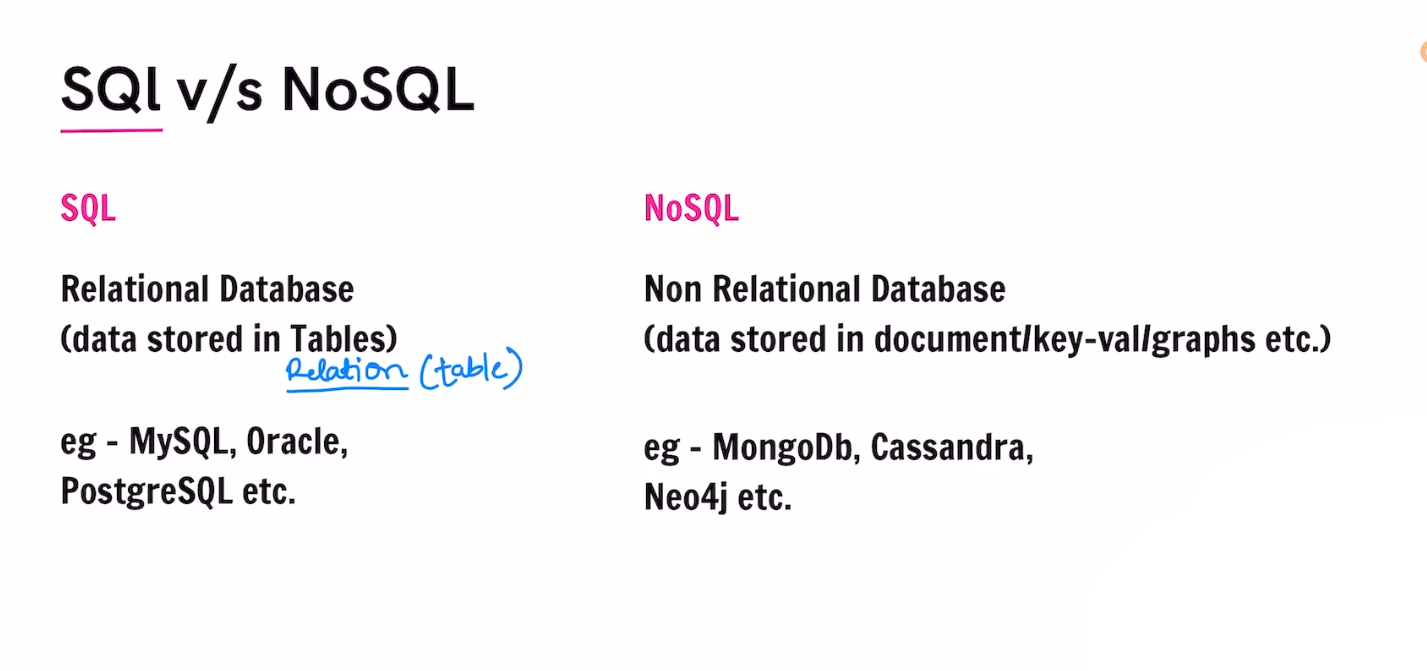 SQl v/s NoSQL
SQL
Relational Database
(data stored in Tables)
Relation (table)
eg - MySQL, Oracle,
PostgreSQL etc.
NoSQL
Non Relational Database
(data stored in document/key-val/graphs etc.)
eg - MongoDb, Cassandra,
Neo4j etc.